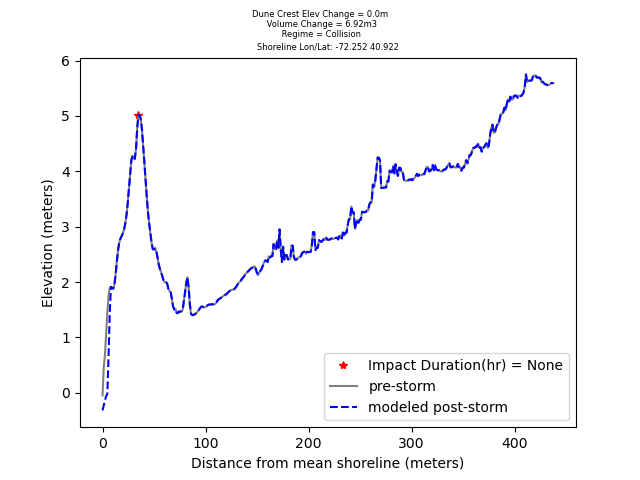 Dune Crest Elev Change = 0.0m
Volume Change = 6.92m3
Regime = Collision
Shoreline Lon/Lat: -72.252 40.922
6
5
4
3
2
1
0
Elevation (meters)
Impact Duration(hr) = None
pre-storm
modeled post-storm
0 100 200 300 400
Distance from mean shoreline (meters)